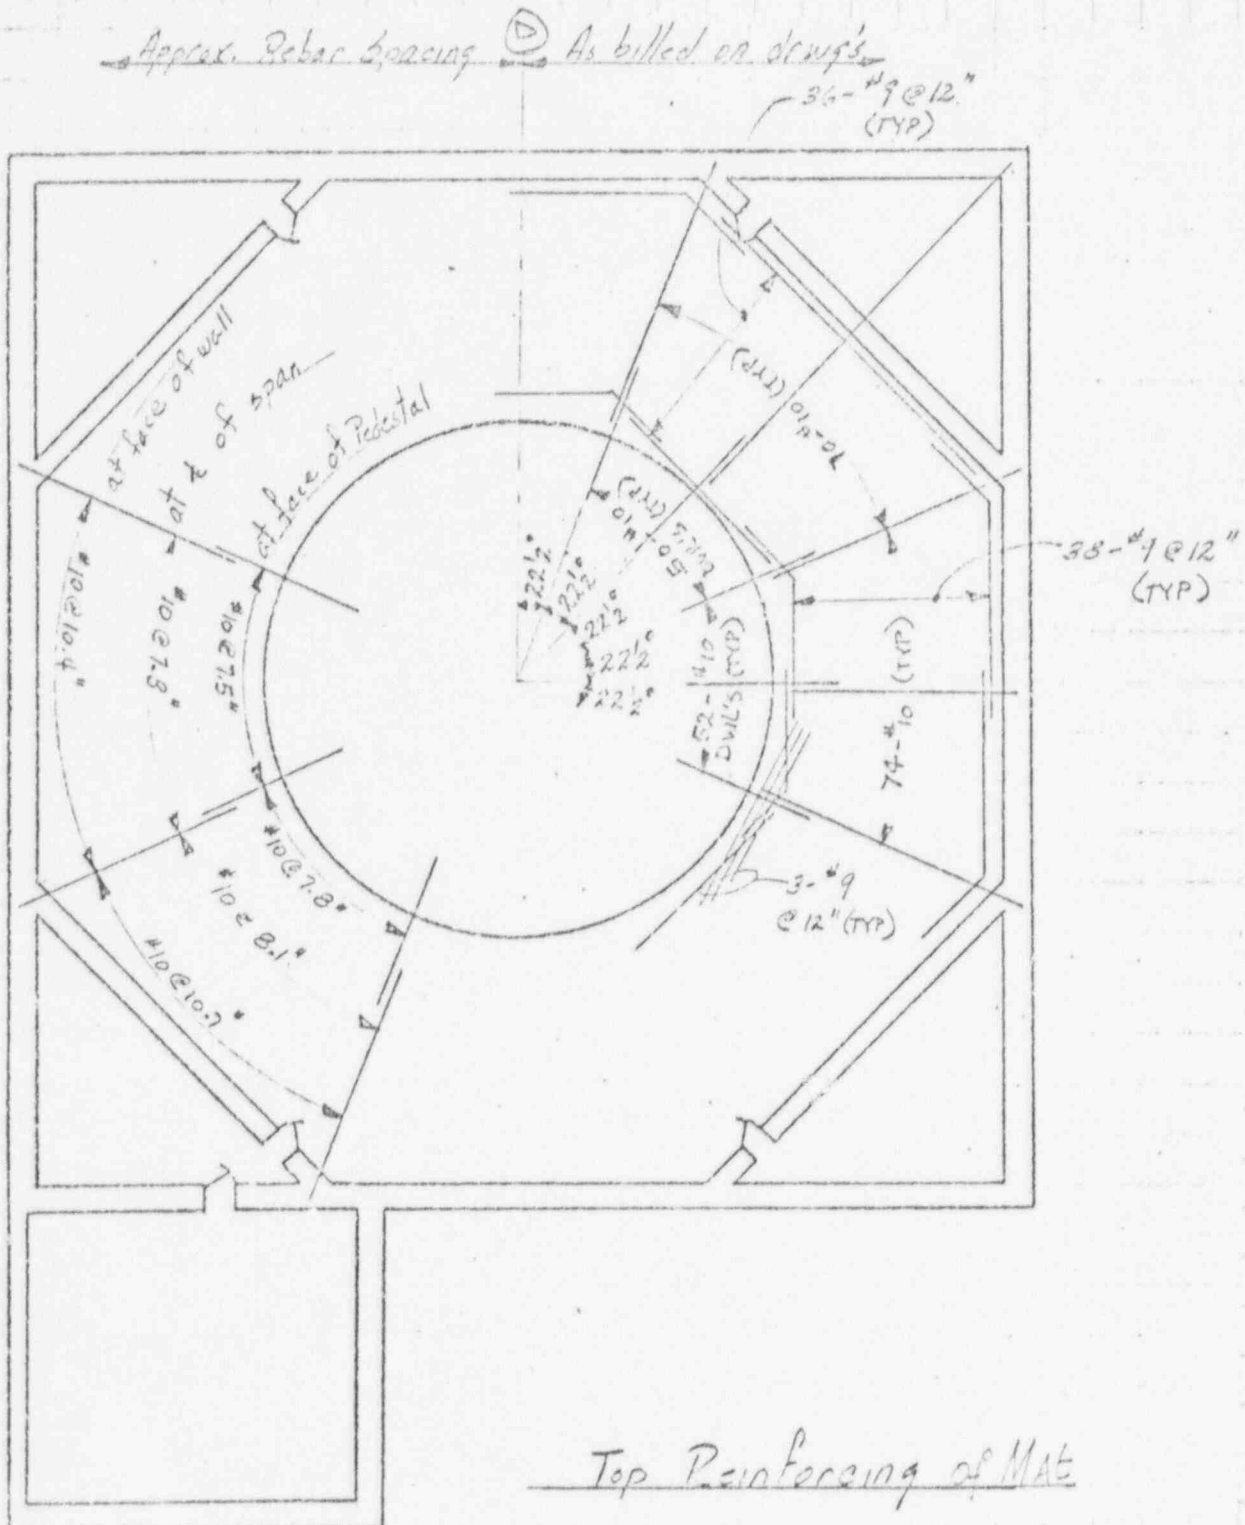 Approx. Rebar Spacing
D
As billed on drwg's
36-#9@12"
(TYP)
at face of wall
at ℄ of span
at face of Pedestal
70-#10 (TYP)
50-#10
DWL'S (TYP)
22½°
22½°
22½°
22½°
22½°
38-#9@12"
(TYP)
#10@10.4"
#10@7.8"
#10@7.5"
52-#10
DWL'S (TYP)
74-#10 (TYP)
#10@7.8"
#10@8.1"
#10@10.7"
3-#9
@12"(TYP)
Top Reinforcing of Mat